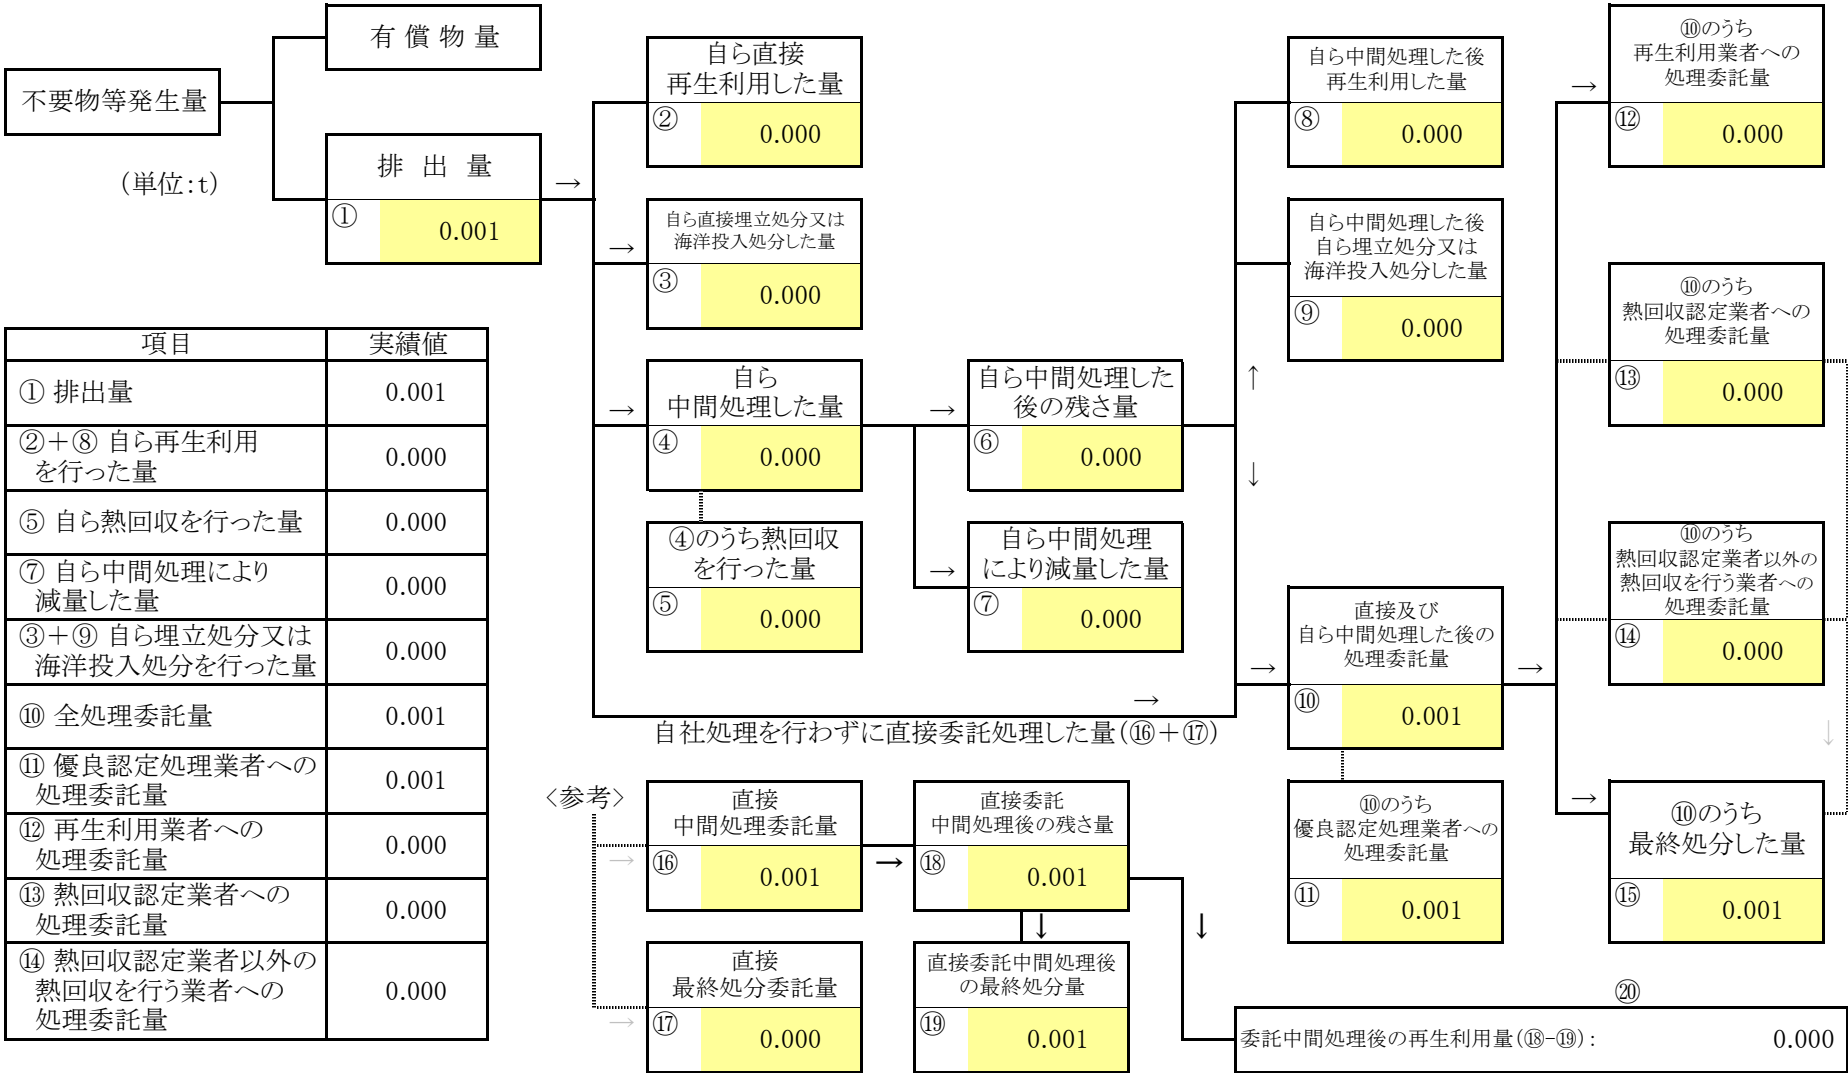 有 償 物 量
不要物等発生量
(単位:t)
排 出 量
→
①
0.001
自ら直接
再生利用した量
②
0.000
→
自ら直接埋立処分又は
海洋投入処分した量
③
0.000
→
自ら
中間処理した量
④
0.000
④のうち熱回収
を行った量
⑤
0.000
→
自ら中間処理した
後の残さ量
⑥
0.000
→
自ら中間処理
により減量した量
⑦
0.000
自ら中間処理した後
再生利用した量
⑧
0.000
自ら中間処理した後
自ら埋立処分又は
海洋投入処分した量
⑨
0.000
↑
↓
→
直接及び
自ら中間処理した後の
処理委託量
⑩
0.001
→
自社処理を行わずに直接委託処理した量(⑯+⑰)
⑩のうち
優良認定処理業者への
処理委託量
⑪
0.001
→
→
⑩のうち
再生利用業者への
処理委託量
⑫
0.000
⑩のうち
熱回収認定業者への
処理委託量
⑬
0.000
⑩のうち
熱回収認定業者以外の
熱回収を行う業者への
処理委託量
⑭
0.000
↓
→
⑩のうち
最終処分した量
⑮
0.001
項目 実績値
① 排出量 0.001
②+⑧ 自ら再生利用
を行った量 0.000
⑤ 自ら熱回収を行った量 0.000
⑦ 自ら中間処理により
減量した量 0.000
③+⑨ 自ら埋立処分又は
海洋投入処分を行った量 0.000
⑩ 全処理委託量 0.001
⑪ 優良認定処理業者への
処理委託量 0.001
⑫ 再生利用業者への
処理委託量 0.000
⑬ 熱回収認定業者への
処理委託量 0.000
⑭ 熱回収認定業者以外の
熱回収を行う業者への
処理委託量 0.000
<参考>
→
直接
中間処理委託量
⑯
0.001
→
直接
最終処分委託量
⑰
0.000
→
直接委託
中間処理後の残さ量
⑱
0.001
↓
直接委託中間処理後
の最終処分量
⑲
0.001
↓
⑳
委託中間処理後の再生利用量(⑱-⑲): 0.000